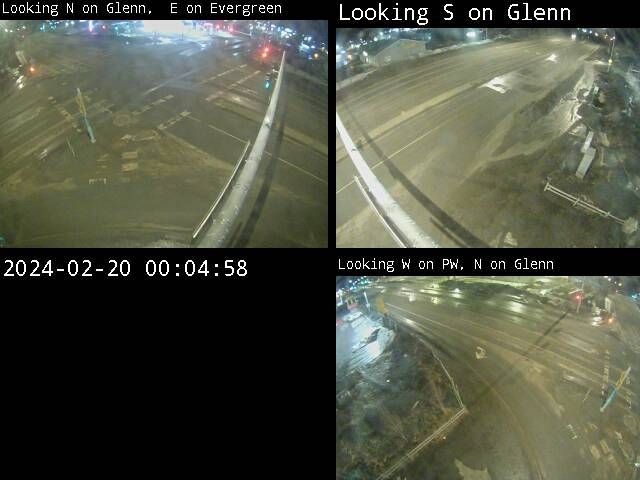 Looking N on Glenn,  E on Evergreen
Looking S on Glenn
2024-02-20 00:04:58
Looking W on PW, N on Glenn